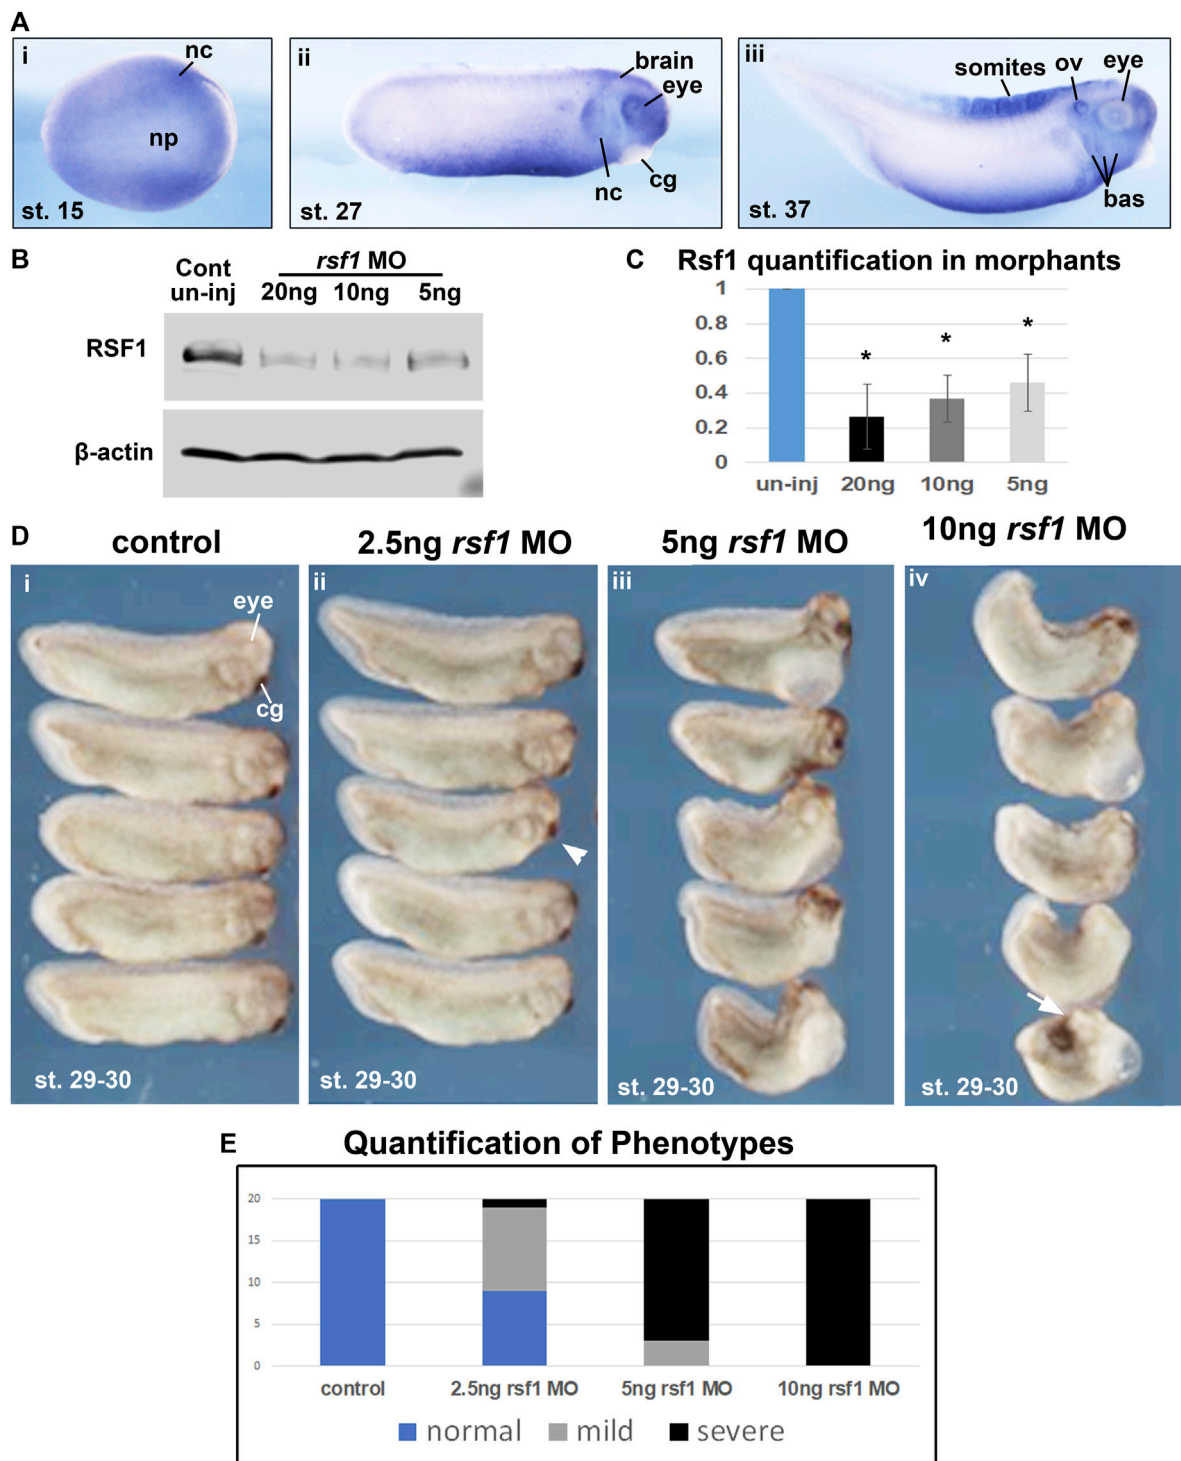 A
i
nc
np
st. 15
ii
brain
eye
nc
cg
st. 27
iii
somites
ov
eye
bas
st. 37
B
Cont
un-inj
rsf1 MO
20ng 10ng 5ng
RSF1
β-actin
C
Rsf1 quantification in morphants
1
0.8
0.6
0.4
0.2
0
*
*
*
un-inj 20ng 10ng 5ng
D
control
i
eye
cg
st. 29-30
2.5ng rsf1 MO
ii
st. 29-30
5ng rsf1 MO
iii
st. 29-30
10ng rsf1 MO
iv
st. 29-30
E
Quantification of Phenotypes
20
15
10
5
0
control 2.5ng rsf1 MO 5ng rsf1 MO 10ng rsf1 MO
normal mild severe